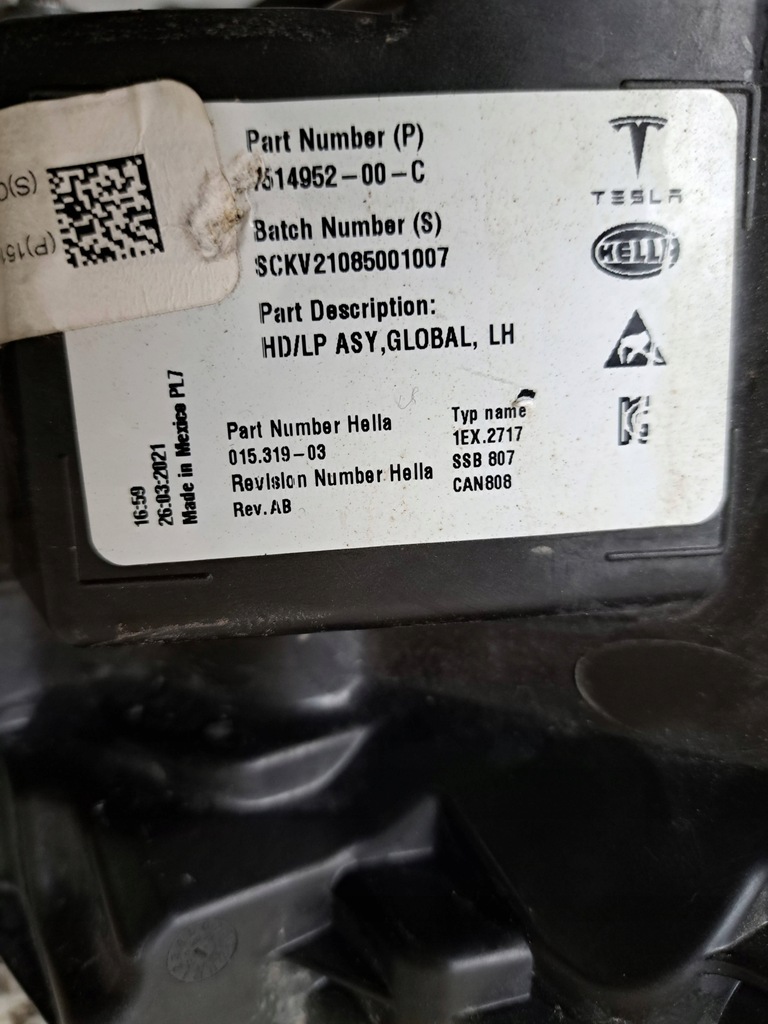 Part Number (P)
514952-00-C
Batch Number (S)
SCKV21085001007
Part Description:
HD/LP ASY,GLOBAL, LH
Part Number Hella
015.319-03
Revision Number Hella
Rev.AB
Typ name
1EX.2717
SSB 807
CAN808
16:59
26:03:2021
Made in Mexico PL7
TESLA
HELLA
(S)
(P)151